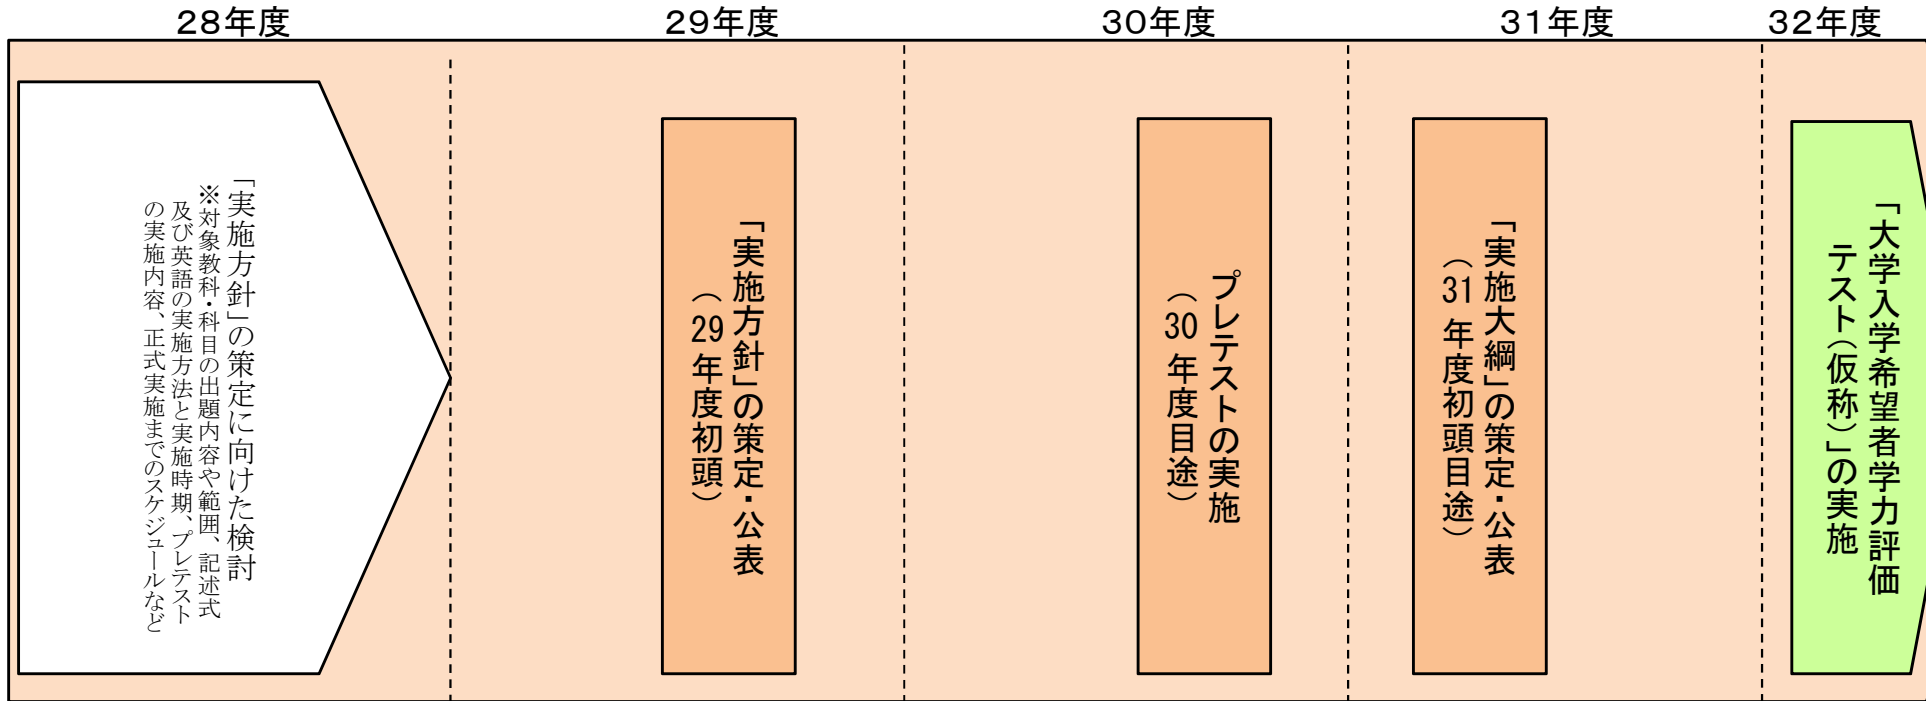 28年度
29年度
30年度
31年度
32年度
「実施方針」の策定に向けた検討
※対象教科・科目の出題内容や範囲、記述式
及び英語の実施方法と実施時期、プレテスト
の実施内容、正式実施までのスケジュールなど
「実施方針」の策定・公表
（29年度初頭）
プレテストの実施
（30年度目途）
「実施大綱」の策定・公表
（31年度初頭目途）
「大学入学希望者学力評価
テスト（仮称）」の実施